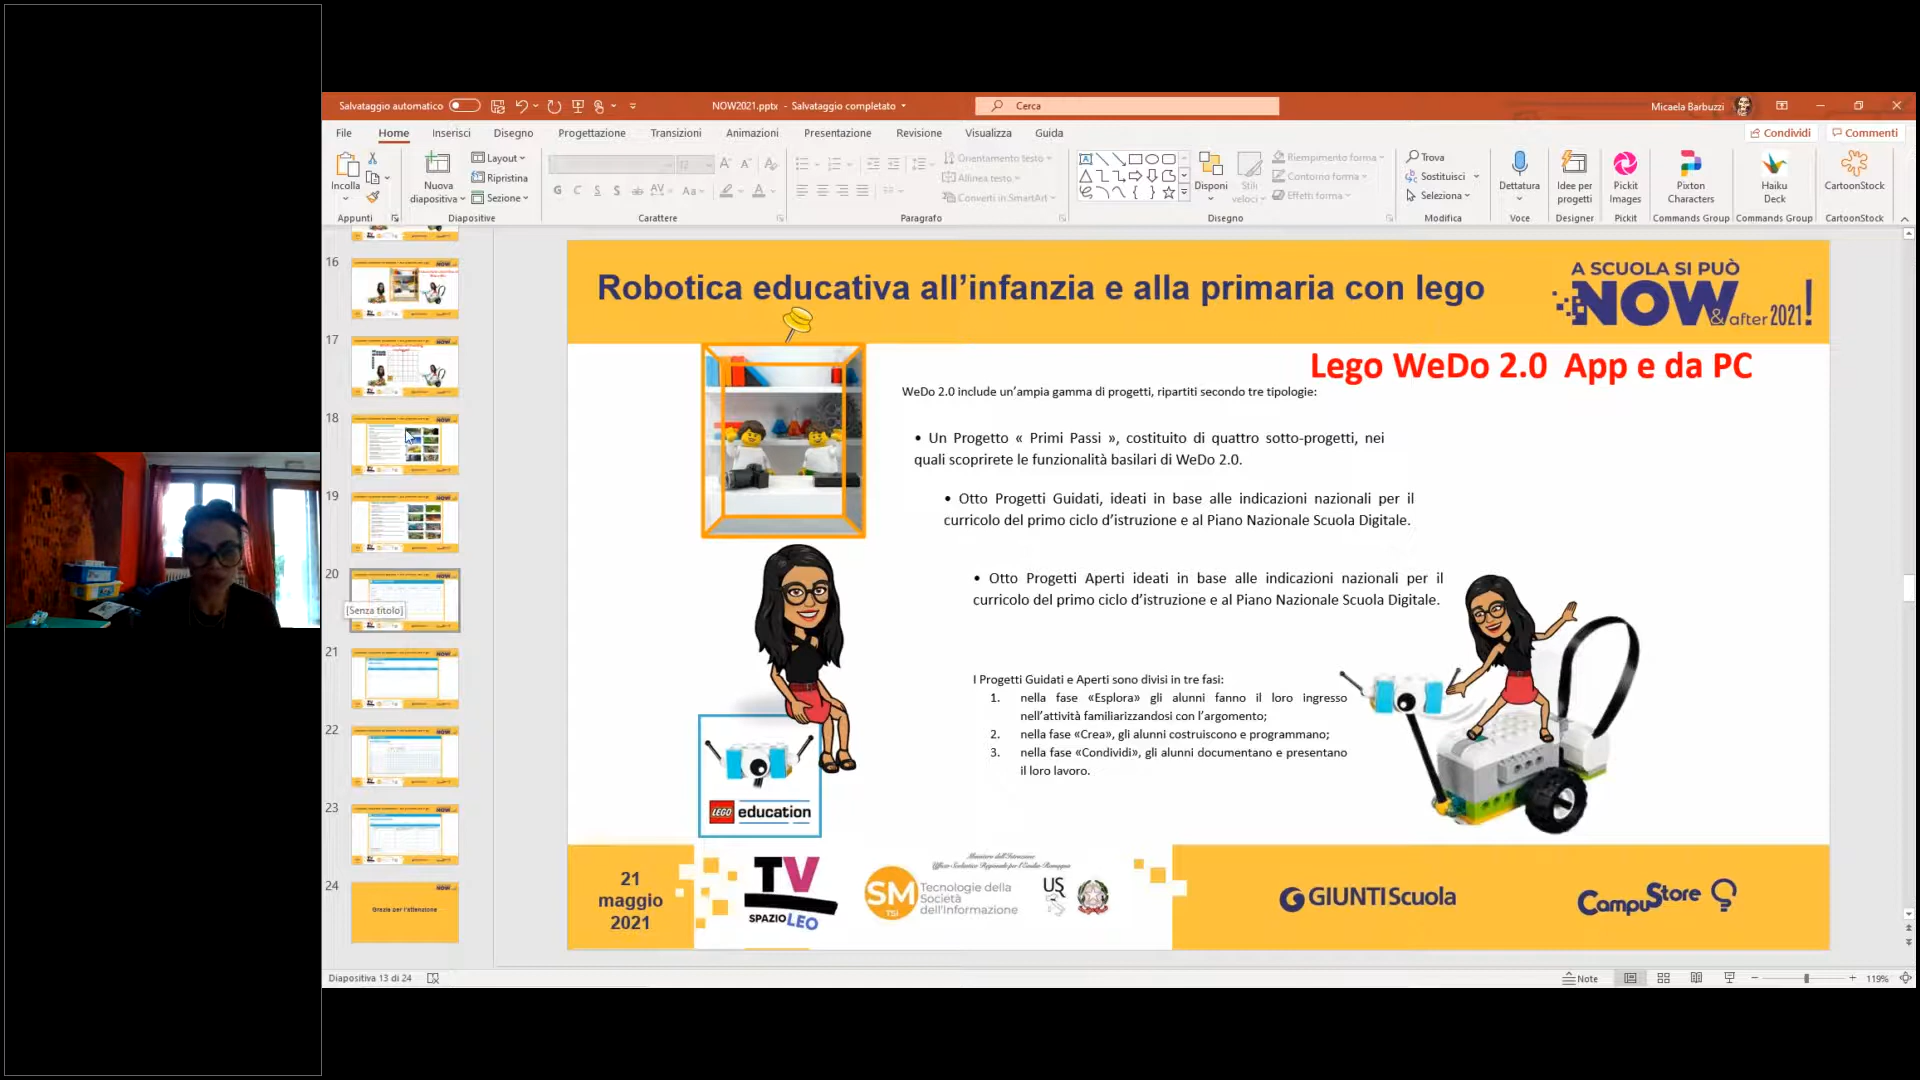 Salvataggio automatico
NOW2021.pptx - Salvataggio completato
Cerca
Micaela Barbuzzi
File Home Inserisci Disegno Progettazione Transizioni Animazioni Presentazione Revisione Visualizza Guida
Condividi Commenti
Incolla
Nuova diapositiva
Layout
Ripristina
Sezione
12
G C S S ab AV Aa A
Orientamento testo
Allinea testo
Converti in SmartArt
Disponi
Stili veloci
Riempimento forma
Contorno forma
Effetti forma
Trova
Sostituisci
Seleziona
Dettatura
Idee per progetti
Pickit Images
Pixton Characters
Haiku Deck
CartoonStock
Appunti Diapositive Carattere Paragrafo Disegno Modifica Voce Designer Pickit Commands Group Commands Group CartoonStock
16
17
18
19
20
[Senza titolo]
21
22
23
24
Grazie per l'attenzione
Robotica educativa all’infanzia e alla primaria con lego
A SCUOLA SI PUÒ
NOW
& after 2021!
Lego WeDo 2.0 App e da PC
WeDo 2.0 include un’ampia gamma di progetti, ripartiti secondo tre tipologie:
• Un Progetto « Primi Passi », costituito di quattro sotto-progetti, nei
quali scoprirete le funzionalità basilari di WeDo 2.0.
• Otto Progetti Guidati, ideati in base alle indicazioni nazionali per il
curricolo del primo ciclo d’istruzione e al Piano Nazionale Scuola Digitale.
• Otto Progetti Aperti ideati in base alle indicazioni nazionali per il
curricolo del primo ciclo d’istruzione e al Piano Nazionale Scuola Digitale.
I Progetti Guidati e Aperti sono divisi in tre fasi:
1. nella fase «Esplora» gli alunni fanno il loro ingresso
nell’attività familiarizzandosi con l’argomento;
2. nella fase «Crea», gli alunni costruiscono e programmano;
3. nella fase «Condividi», gli alunni documentano e presentano
il loro lavoro.
LEGO education
21
maggio
2021
TV
SPAZIO LEO
SM
TSI
Tecnologie della
Società
dell'Informazione
Ministero dell'Istruzione
Ufficio Scolastico Regionale per l'Emilia-Romagna
US
GIUNTI Scuola
CampuStore
Diapositiva 13 di 24
Note
119%